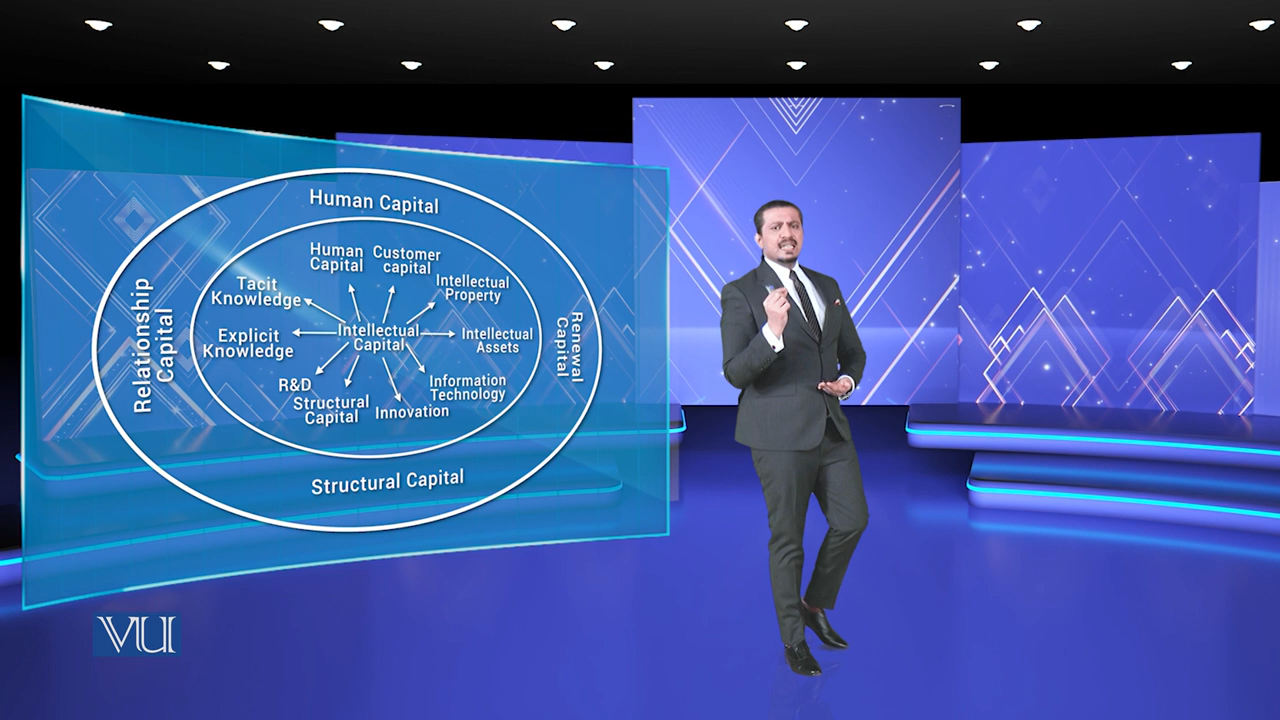 Human Capital
Human
Capital
Customer
capital
Tacit
Knowledge
Intellectual
Property
Relationship
Capital
Explicit
Knowledge
Intellectual
Capital
Intellectual
Assets
Renewal
Capital
R&D
Structural
Capital
Innovation
Information
Technology
Structural Capital
VU